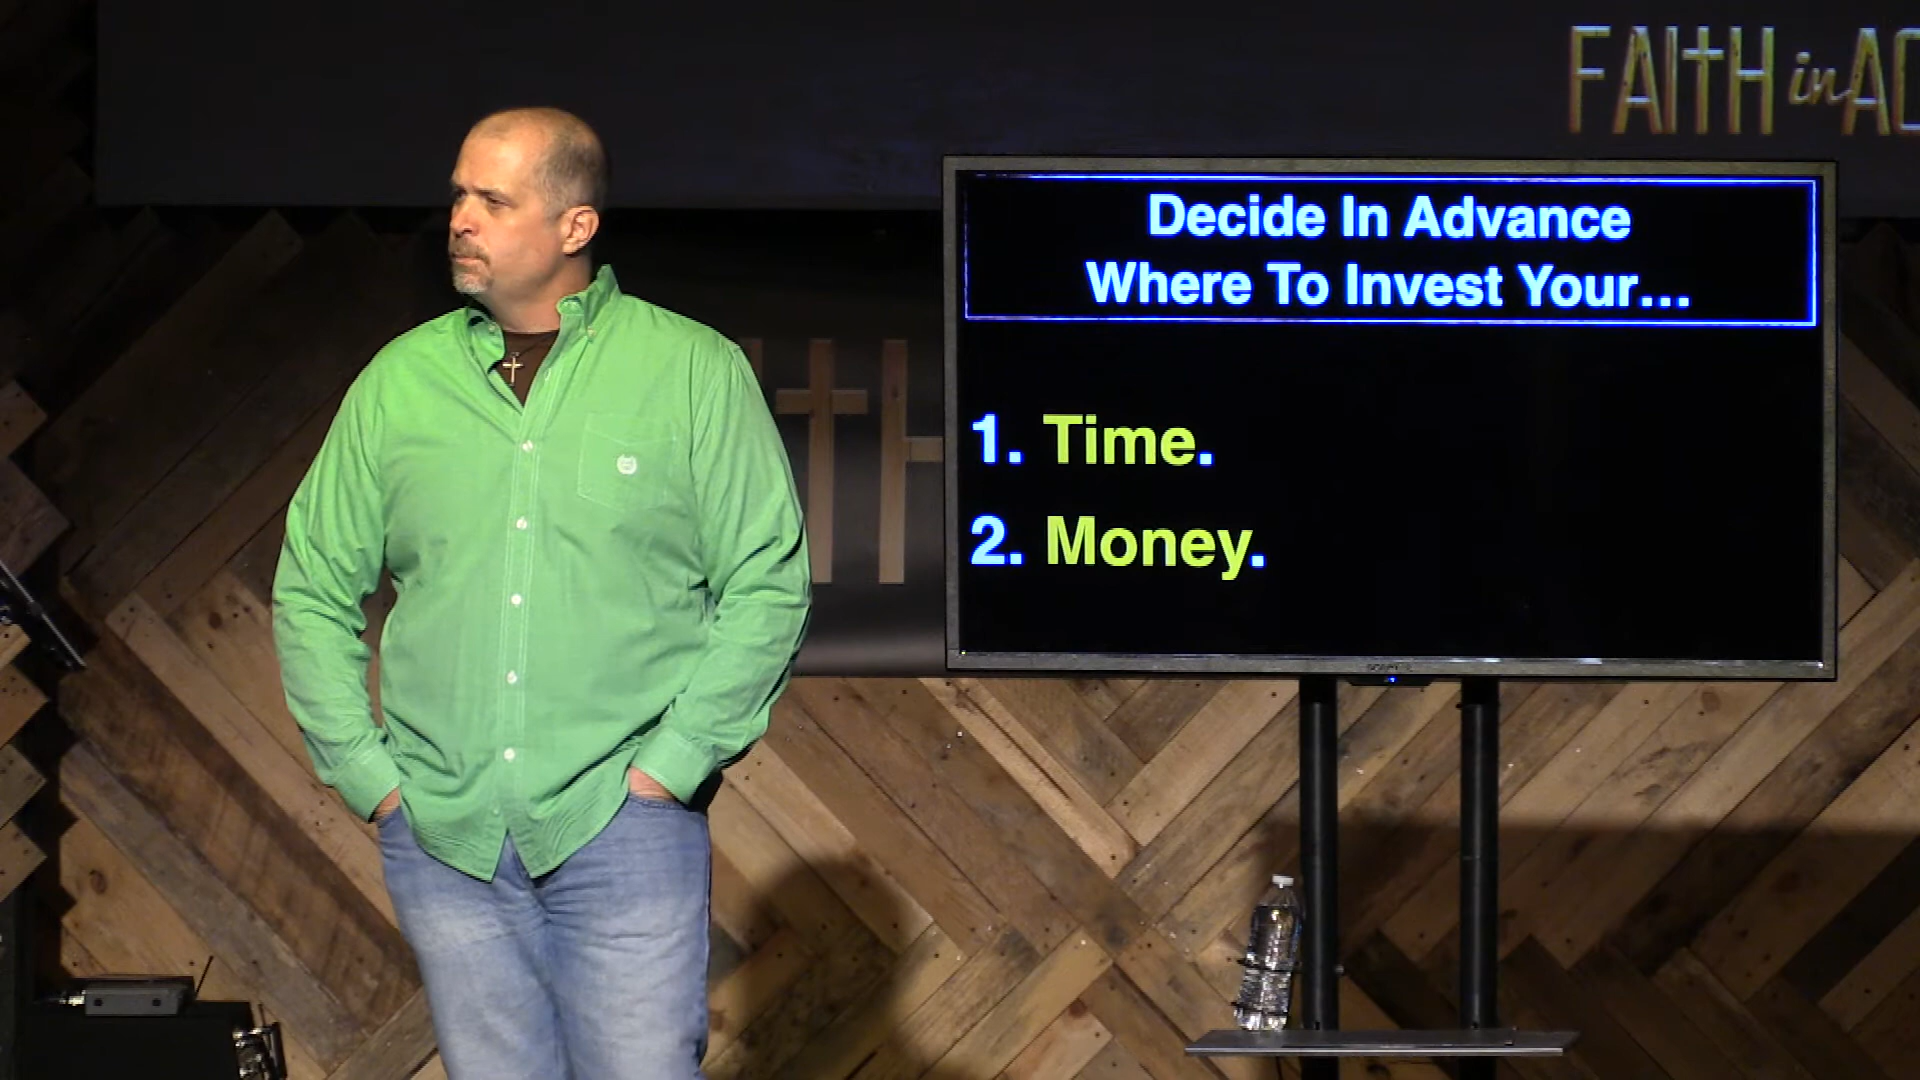 FAITH in AC
Decide In Advance
Where To Invest Your...
1. Time.
2. Money.